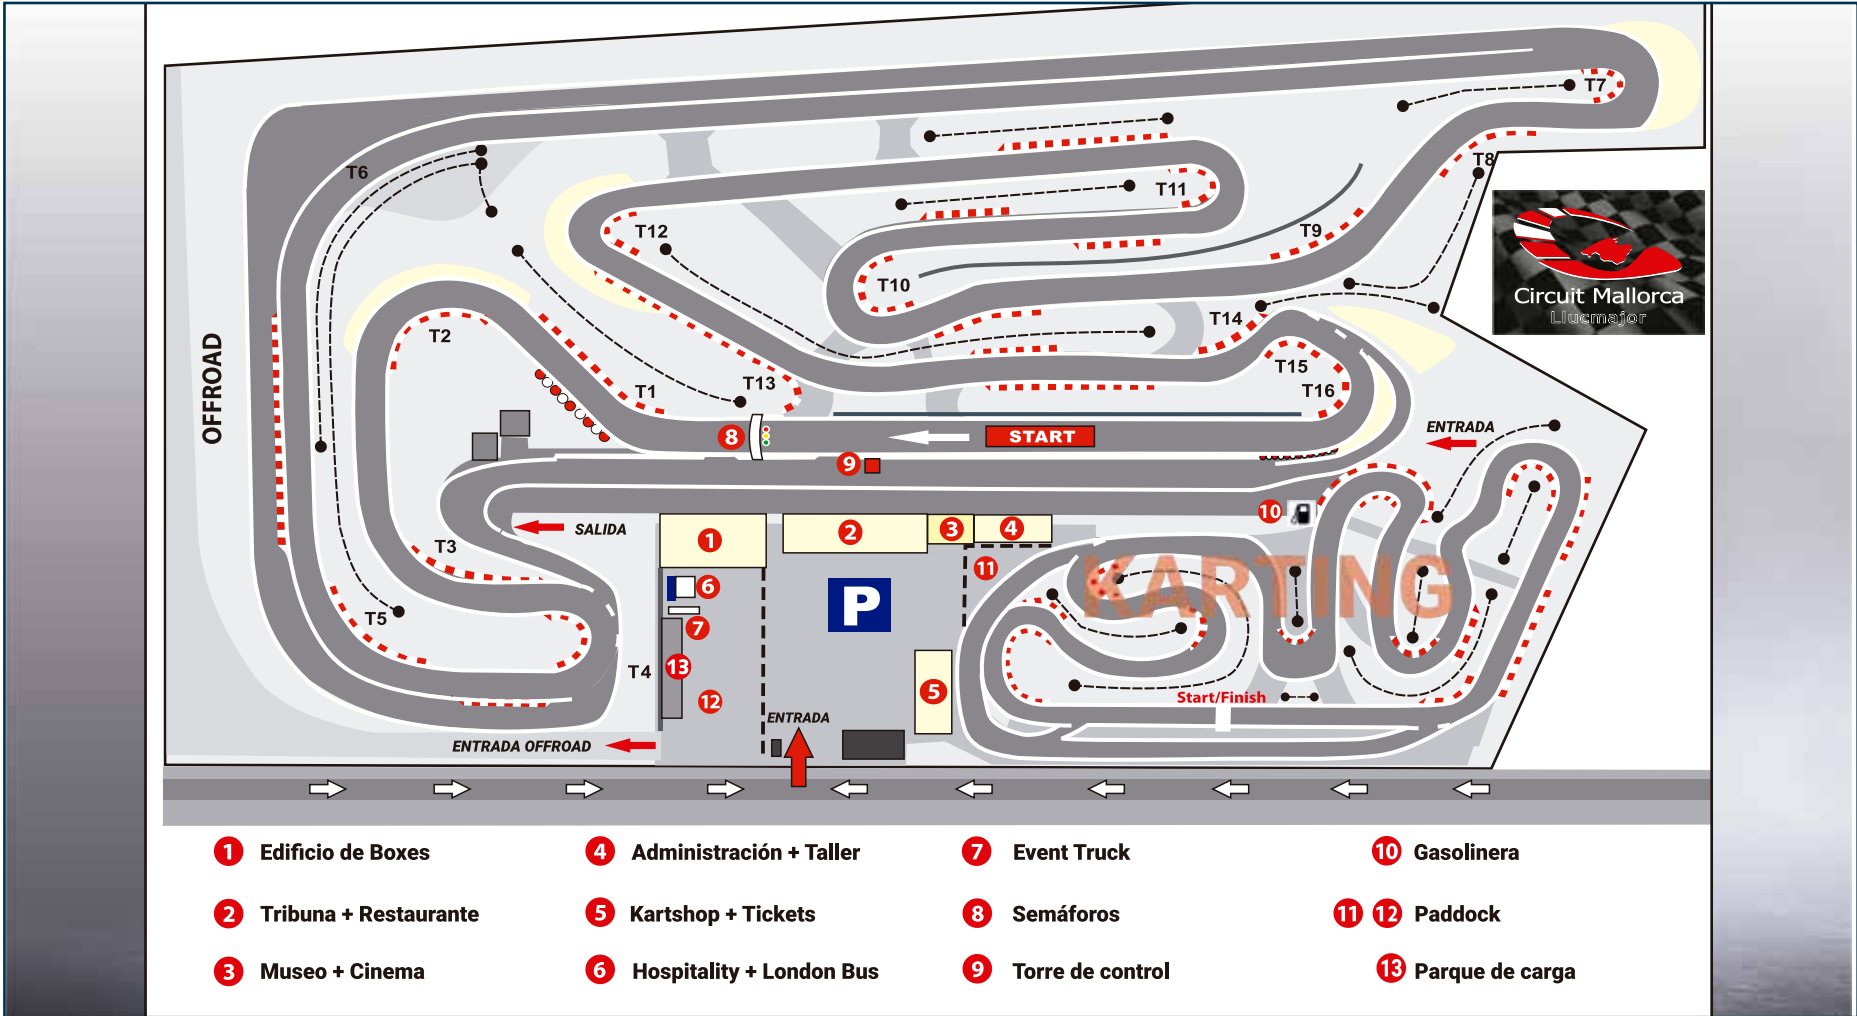 T7
T8
T6
T11
T12
T9
T10
T14
T2
T15
T13
T16
T1
OFFROAD
Circuit Mallorca
Llucmajor
8
START
ENTRADA
9
10
SALIDA
1
2
3
4
T3
11
KARTING
6
P
T5
7
T4
13
5
12
Start/Finish
ENTRADA
ENTRADA OFFROAD
1 Edificio de Boxes
2 Tribuna + Restaurante
3 Museo + Cinema
4 Administración + Taller
5 Kartshop + Tickets
6 Hospitality + London Bus
7 Event Truck
8 Semáforos
9 Torre de control
10 Gasolinera
11 12 Paddock
13 Parque de carga